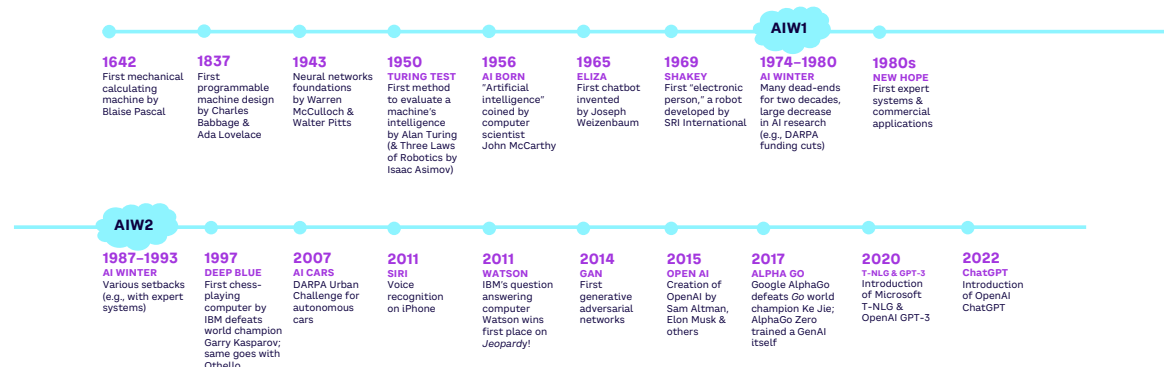 AIW1
1642
First mechanical
calculating
machine by
Blaise Pascal
1837
First
programmable
machine design
by Charles
Babbage &
Ada Lovelace
1943
Neural networks
foundations
by Warren
McCulloch &
Walter Pitts
1950
TURING TEST
First method
to evaluate a
machine's
intelligence
by Alan Turing
(& Three Laws
of Robotics by
Isaac Asimov)
1956
AI BORN
"Artificial
intelligence"
coined by
computer
scientist
John McCarthy
1965
ELIZA
First chatbot
invented
by Joseph
Weizenbaum
1969
SHAKEY
First "electronic
person," a robot
developed by
SRI International
1974–1980
AI WINTER
Many dead-ends
for two decades,
large decrease
in AI research
(e.g., DARPA
funding cuts)
1980s
NEW HOPE
First expert
systems &
commercial
applications
AIW2
1987–1993
AI WINTER
Various setbacks
(e.g., with expert
systems)
1997
DEEP BLUE
First chess-
playing
computer by
IBM defeats
world champion
Garry Kasparov;
same goes with
Othello
2007
AI CARS
DARPA Urban
Challenge for
autonomous
cars
2011
SIRI
Voice
recognition
on iPhone
2011
WATSON
IBM's question
answering
computer
Watson wins
first place on
Jeopardy!
2014
GAN
First
generative
adversarial
networks
2015
OPEN AI
Creation of
OpenAI by
Sam Altman,
Elon Musk &
others
2017
ALPHA GO
Google AlphaGo
defeats Go world
champion Ke Jie;
AlphaGo Zero
trained a GenAI
itself
2020
T-NLG & GPT-3
Introduction
of Microsoft
T-NLG &
OpenAI GPT-3
2022
ChatGPT
Introduction
of OpenAI
ChatGPT